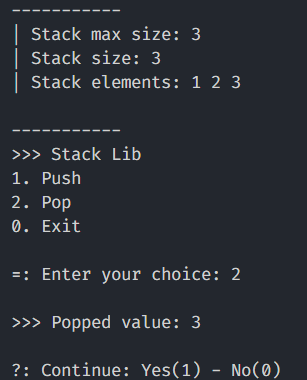 -----------
| Stack max size: 3
| Stack size: 3
| Stack elements: 1 2 3
-----------
>>> Stack Lib
1. Push
2. Pop
0. Exit
=: Enter your choice: 2
>>> Popped value: 3
?: Continue: Yes(1) - No(0)